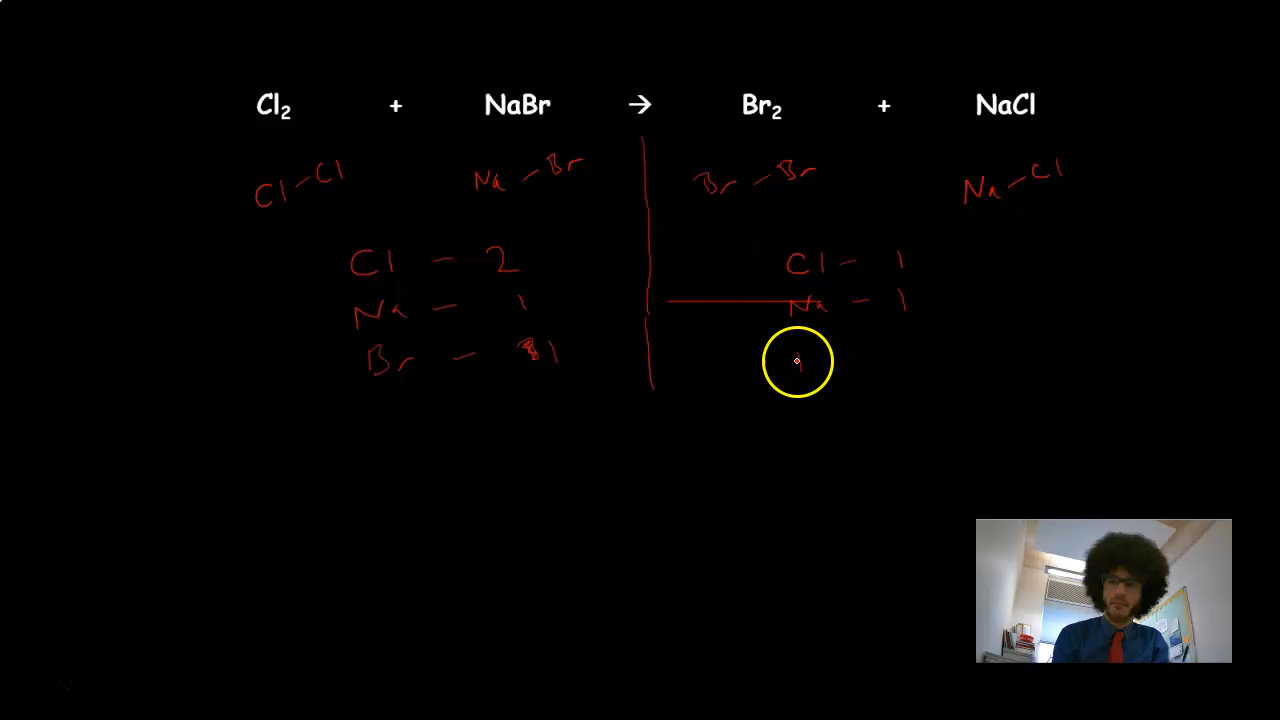 Cl₂ + NaBr → Br₂ + NaCl
Cl-Cl Na-Br Br-Br Na-Cl
Cl - 2 Cl - 1
Na - 1 Na - 1
Br - 1